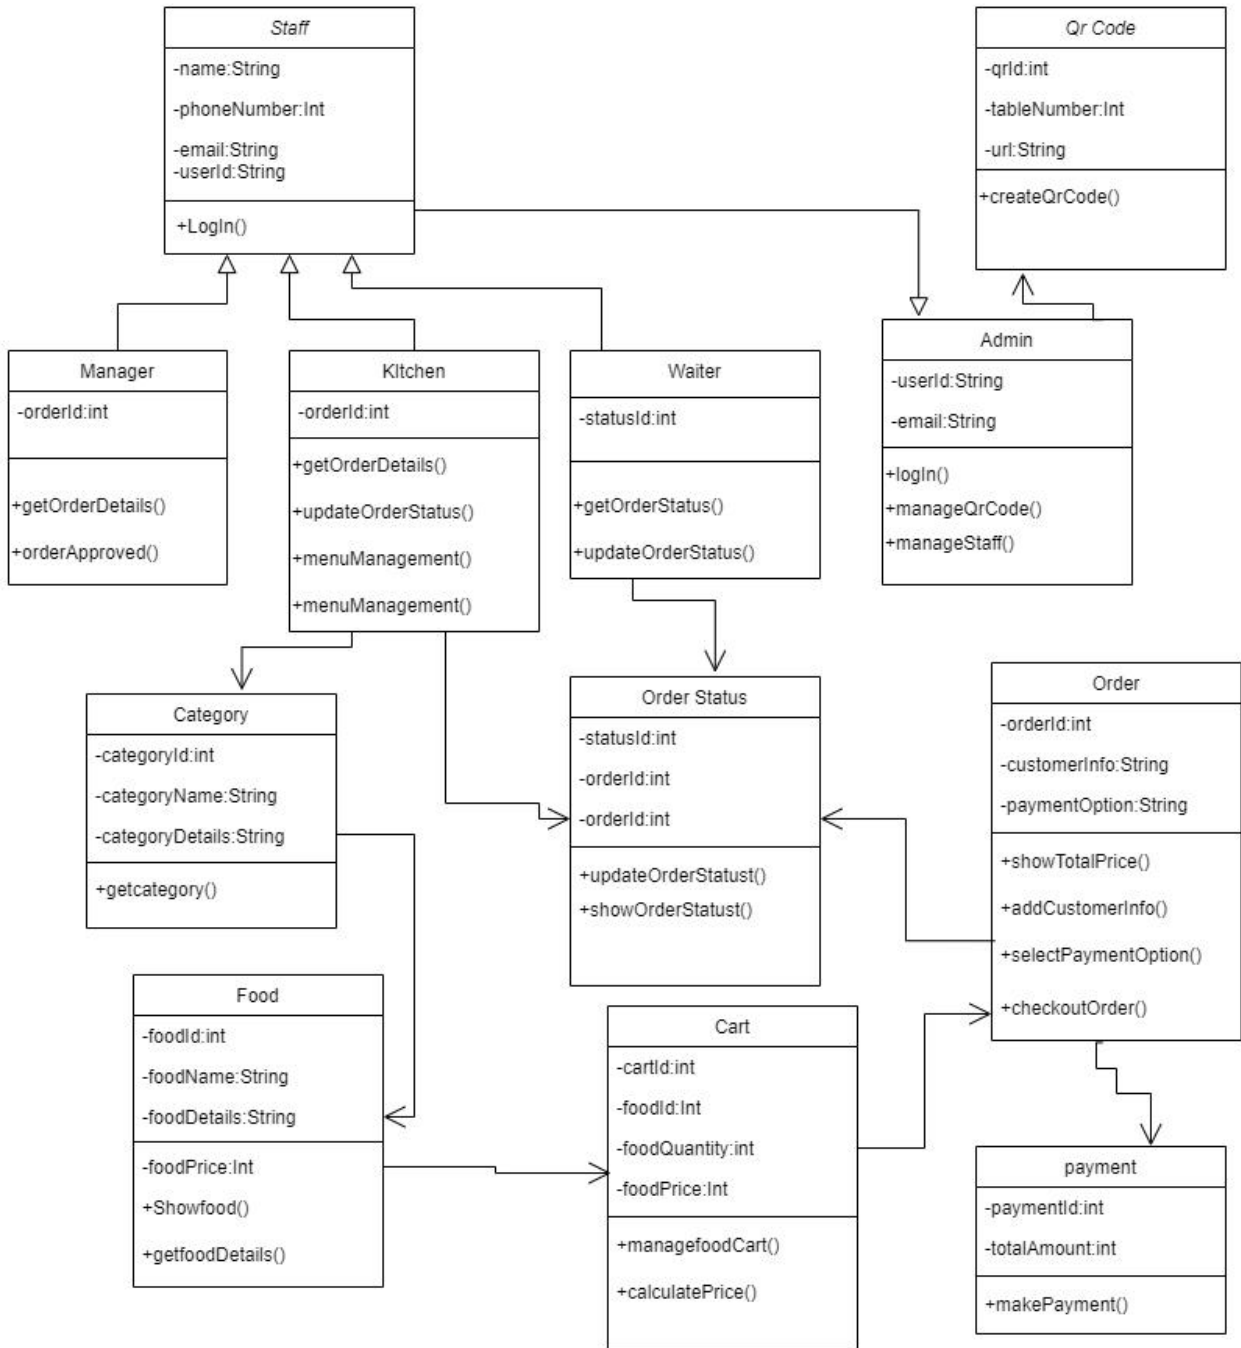 Staff
-name:String
-phoneNumber:Int
-email:String
-userId:String
+LogIn()
Qr Code
-qrId:int
-tableNumber:Int
-url:String
+createQrCode()
Manager
-orderId:int
+getOrderDetails()
+orderApproved()
KItchen
-orderId:int
+getOrderDetails()
+updateOrderStatus()
+menuManagement()
+menuManagement()
Waiter
-statusId:int
+getOrderStatus()
+updateOrderStatus()
Admin
-userId:String
-email:String
+logIn()
+manageQrCode()
+manageStaff()
Category
-categoryId:int
-categoryName:String
-categoryDetails:String
+getcategory()
Order Status
-statusId:int
-orderId:int
-orderId:int
+updateOrderStatust()
+showOrderStatust()
Order
-orderId:int
-customerInfo:String
-paymentOption:String
+showTotalPrice()
+addCustomerInfo()
+selectPaymentOption()
+checkoutOrder()
Food
-foodId:int
-foodName:String
-foodDetails:String
-foodPrice:Int
+Showfood()
+getfoodDetails()
Cart
-cartId:int
-foodId:Int
-foodQuantity:int
-foodPrice:Int
+managefoodCart()
+calculatePrice()
payment
-paymentId:int
-totalAmount:int
+makePayment()